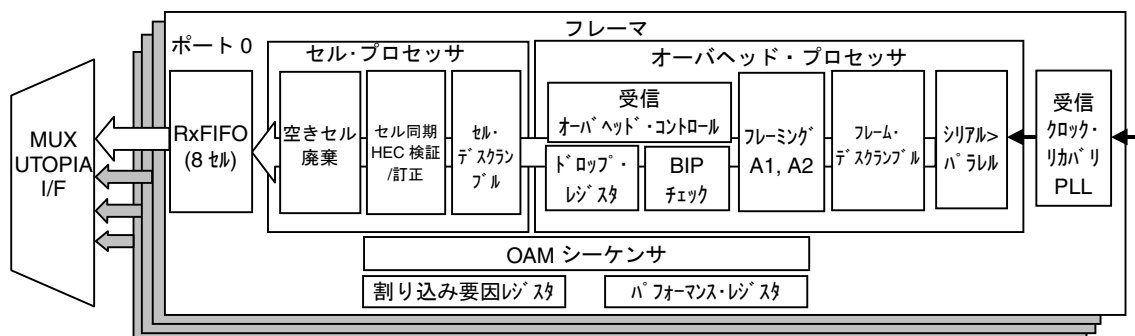 フレーマ
ポート 0
セル･プロセッサ
オーバヘッド・プロセッサ
MUX
UTOPIA
I/F
RxFIFO
(8 ｾﾙ)
空きセル
廃棄
セル同期
HEC 検証
/訂正
ｾﾙ・
ﾃﾞｽｸﾗﾝ
ﾌﾞﾙ
受信
ｵｰﾊﾞﾍｯﾄﾞ・ｺﾝﾄﾛｰﾙ
ﾄﾞﾛｯﾌﾟ・
ﾚｼﾞｽﾀ
BIP
ﾁｪｯｸ
ﾌﾚｰﾐﾝｸﾞ
A1, A2
ﾌﾚｰﾑ・
ﾃﾞｽｸﾗﾝﾌﾞﾙ
ｼﾘｱﾙ>
ﾊﾟﾗﾚﾙ
受信
ｸﾛｯｸ・
ﾘｶﾊﾞﾘ
PLL
OAM シーケンサ
割り込み要因ﾚｼﾞｽﾀ
ﾊﾟﾌｫｰﾏﾝｽ・ﾚｼﾞｽﾀ